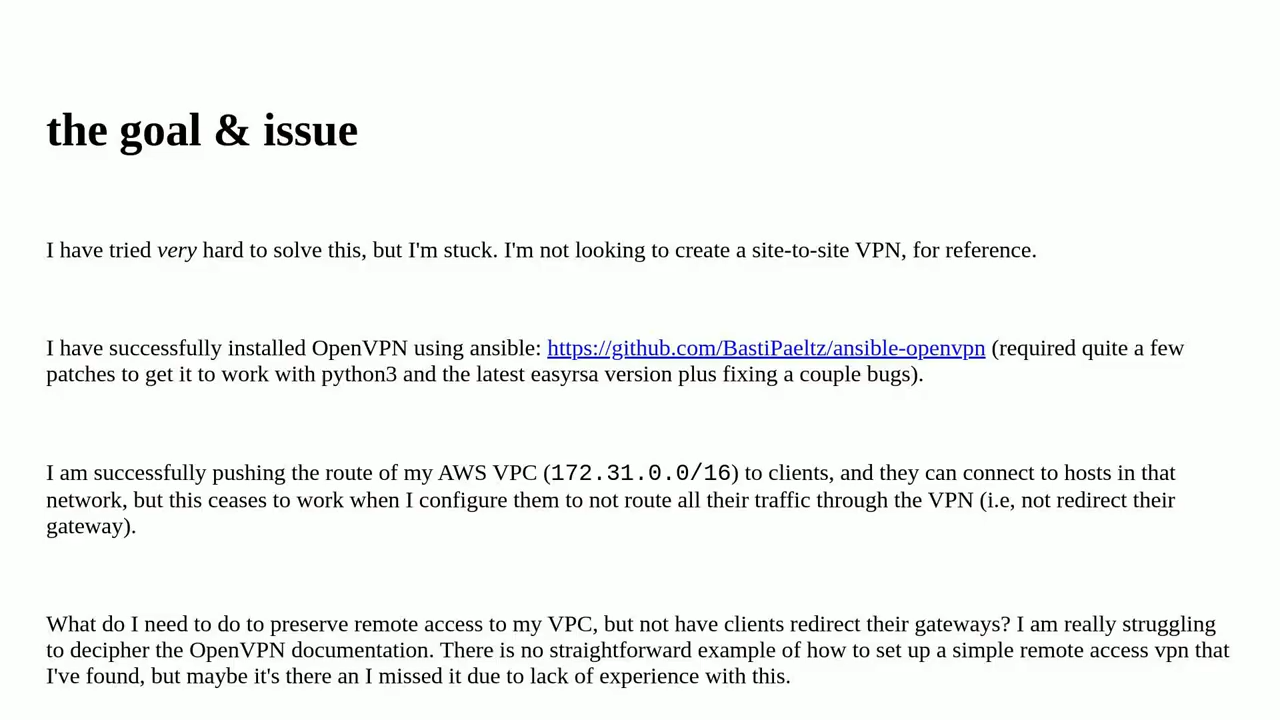 the goal & issue
I have tried very hard to solve this, but I'm stuck. I'm not looking to create a site-to-site VPN, for reference.
I have successfully installed OpenVPN using ansible: https://github.com/BastiPaeltz/ansible-openvpn (required quite a few
patches to get it to work with python3 and the latest easyrsa version plus fixing a couple bugs).
I am successfully pushing the route of my AWS VPC (172.31.0.0/16) to clients, and they can connect to hosts in that
network, but this ceases to work when I configure them to not route all their traffic through the VPN (i.e, not redirect their
gateway).
What do I need to do to preserve remote access to my VPC, but not have clients redirect their gateways? I am really struggling
to decipher the OpenVPN documentation. There is no straightforward example of how to set up a simple remote access vpn that
I've found, but maybe it's there an I missed it due to lack of experience with this.